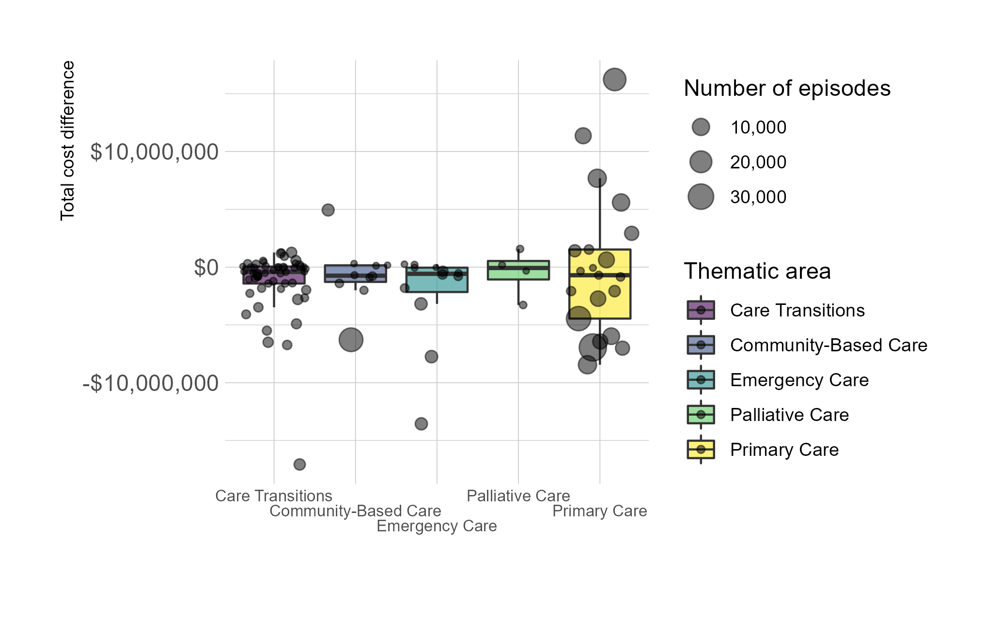 Total cost difference
$10,000,000
$0
-$10,000,000
Care Transitions
Community-Based Care
Emergency Care
Palliative Care
Primary Care
Number of episodes
10,000
20,000
30,000
Thematic area
Care Transitions
Community-Based Care
Emergency Care
Palliative Care
Primary Care